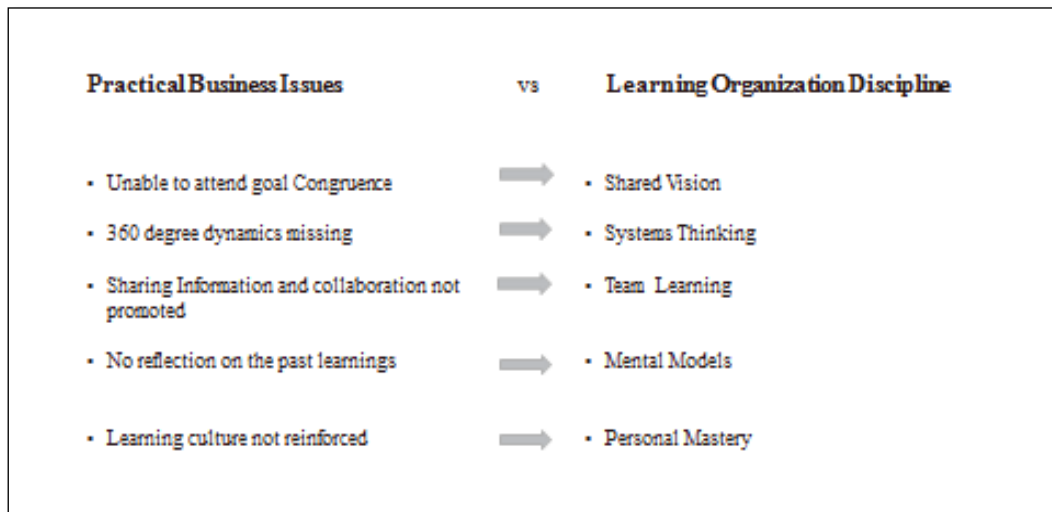 Practical Business Issues vs Learning Organization Discipline
▪ Unable to attend goal Congruence ▪ Shared Vision
▪ 360 degree dynamics missing ▪ Systems Thinking
▪ Sharing Information and collaboration not ▪ Team Learning
promoted
▪ No reflection on the past learnings ▪ Mental Models
▪ Learning culture not reinforced ▪ Personal Mastery